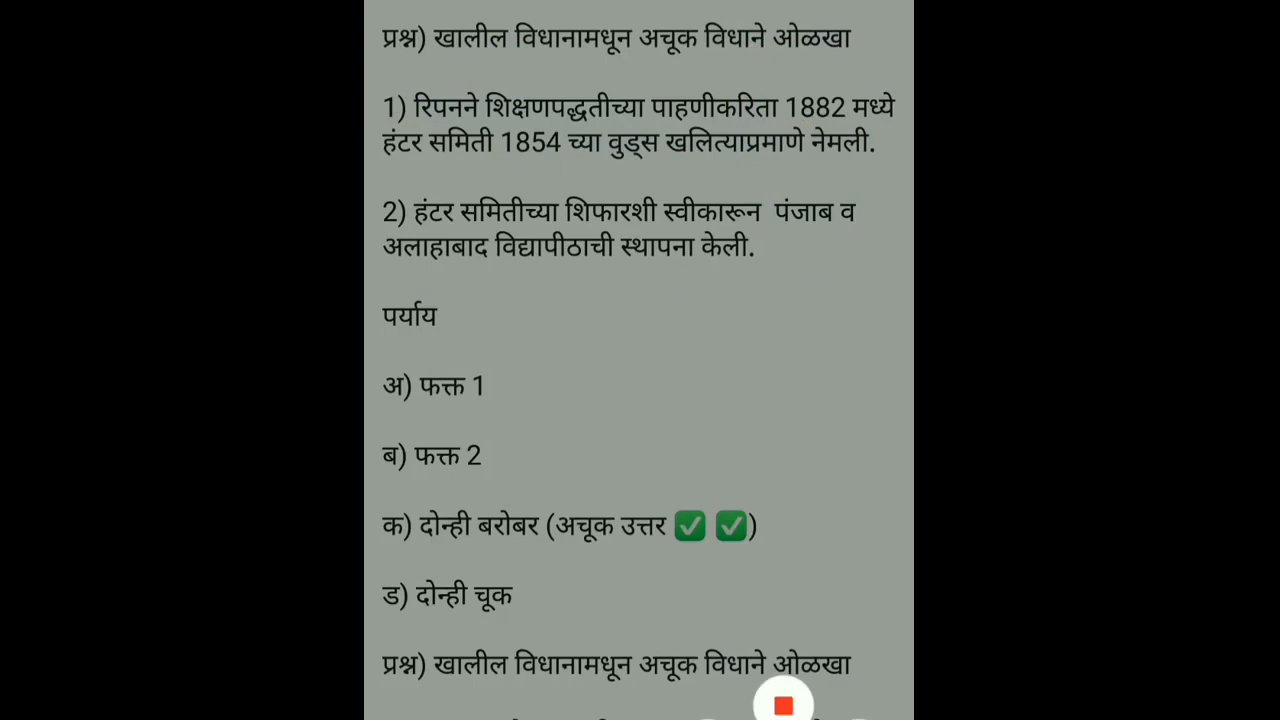 प्रश्न) खालील विधानामधून अचूक विधाने ओळखा
1) रिपनने शिक्षणपद्धतीच्या पाहणीकरिता 1882 मध्ये
हंटर समिती 1854 च्या वुड्स खलित्याप्रमाणे नेमली.
2) हंटर समितीच्या शिफारशी स्वीकारून पंजाब व
अलाहाबाद विद्यापीठाची स्थापना केली.
पर्याय
अ) फक्त 1
ब) फक्त 2
क) दोन्ही बरोबर (अचूक उत्तर ✅ ✅)
ड) दोन्ही चूक
प्रश्न) खालील विधानामधून अचूक विधाने ओळखा